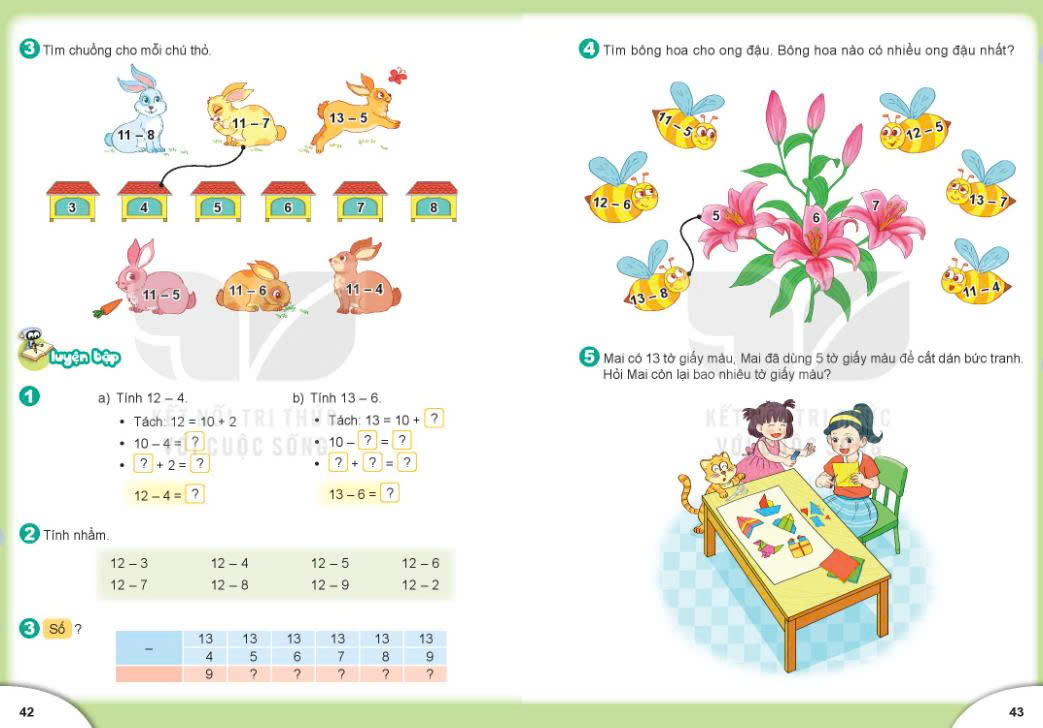 3 Tìm chuồng cho mỗi chú thỏ.
11 – 8
11 – 7
13 – 5
3 4 5 6 7 8
11 – 5
11 – 6
11 – 4
Luyện tập
1
a) Tính 12 – 4.
• Tách: 12 = 10 + 2
• 10 – 4 = ?
• ? + 2 = ?
12 – 4 = ?
b) Tính 13 – 6.
• Tách: 13 = 10 + ?
• 10 – ? = ?
• ? + ? = ?
13 – 6 = ?
2 Tính nhẩm.
12 – 3 12 – 4 12 – 5 12 – 6
12 – 7 12 – 8 12 – 9 12 – 2
3 Số ?
– 13 13 13 13 13 13
4 5 6 7 8 9
9 ? ? ? ? ?
42
4 Tìm bông hoa cho ong đậu. Bông hoa nào có nhiều ong đậu nhất?
11 – 5
12 – 5
12 – 6
13 – 7
13 – 8
11 – 4
5 6 7
5 Mai có 13 tờ giấy màu, Mai đã dùng 5 tờ giấy màu để cắt dán bức tranh.
Hỏi Mai còn lại bao nhiêu tờ giấy màu?
43
KẾT NỐI TRI THỨC
VỚI CUỘC SỐNG